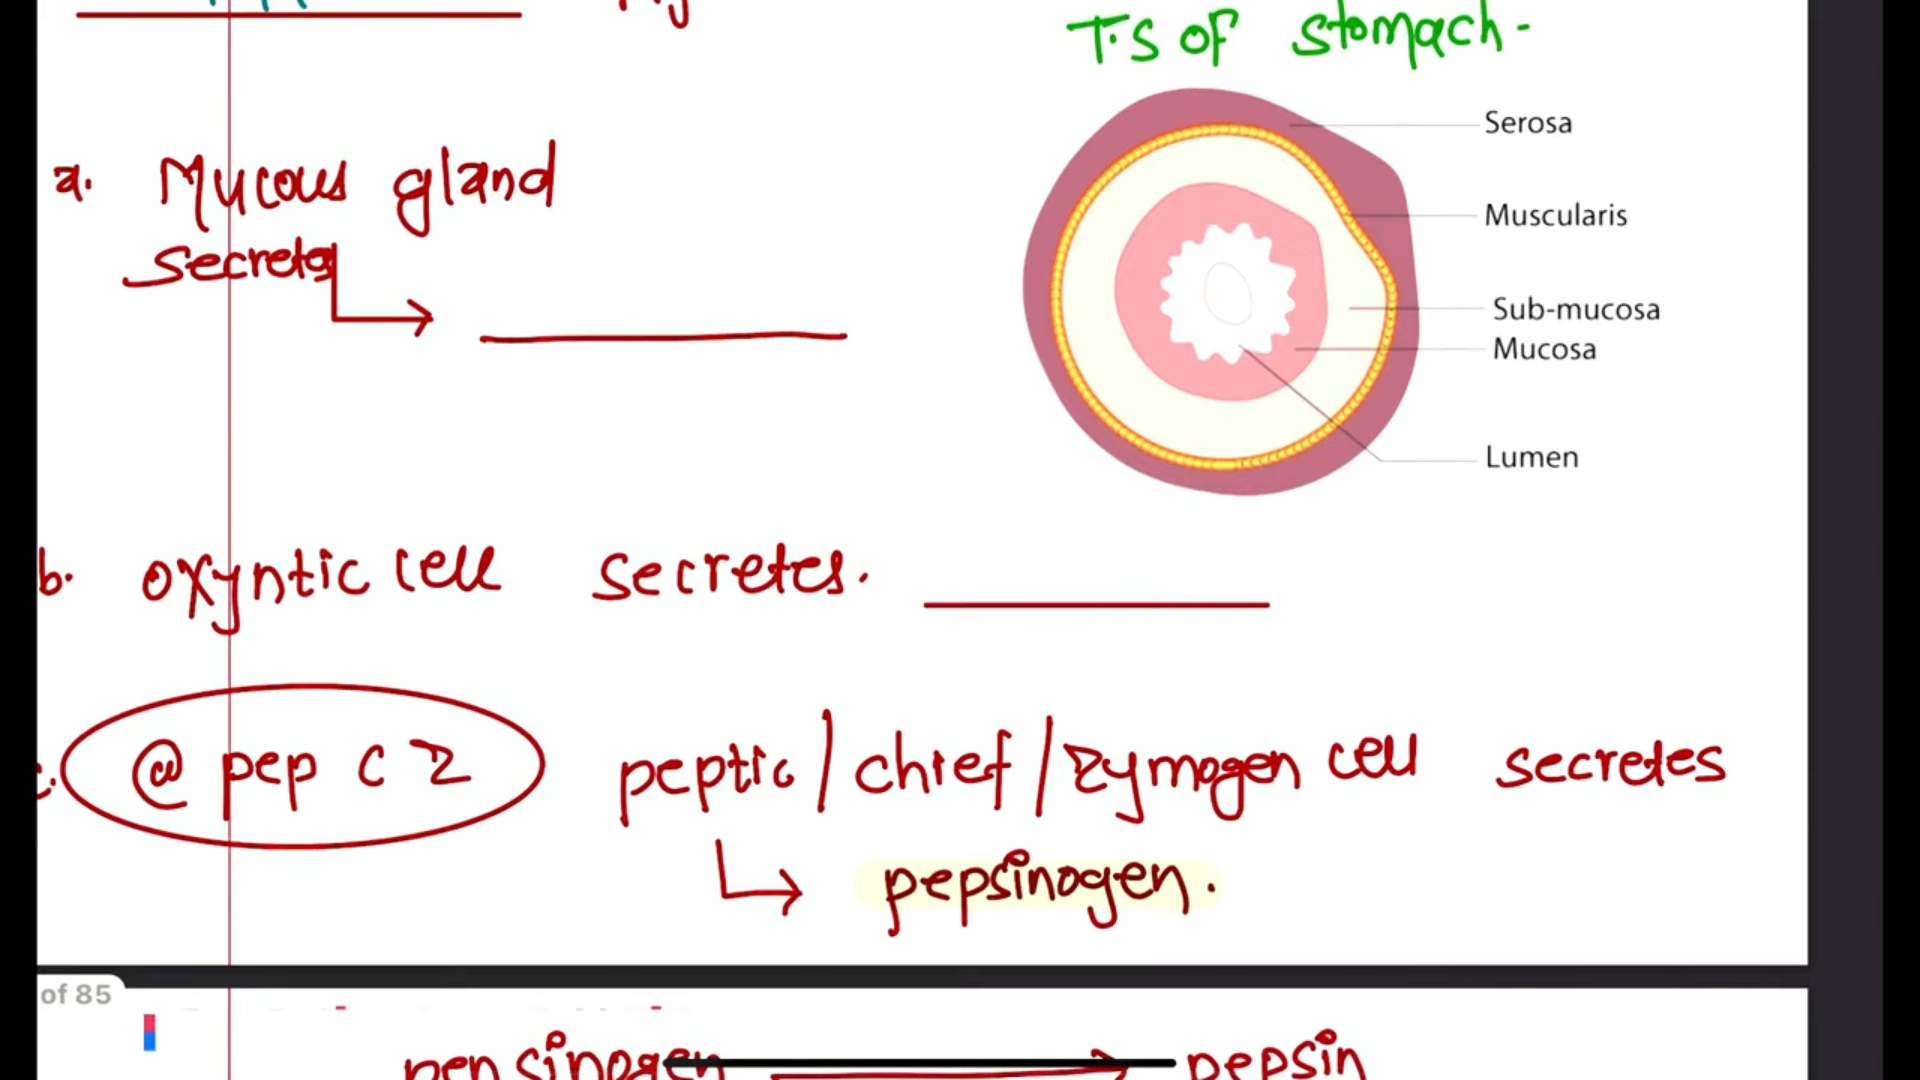 T.S OF stomach.
Serosa
a. Mucous gland
Muscularis
secretes
Sub-mucosa
Mucosa
Lumen
b. oxyntic cell secretes.
c. @ pep c Z peptic / chief / zymogen cell secretes
pepsinogen.
of 85
pepsinogen pepsin